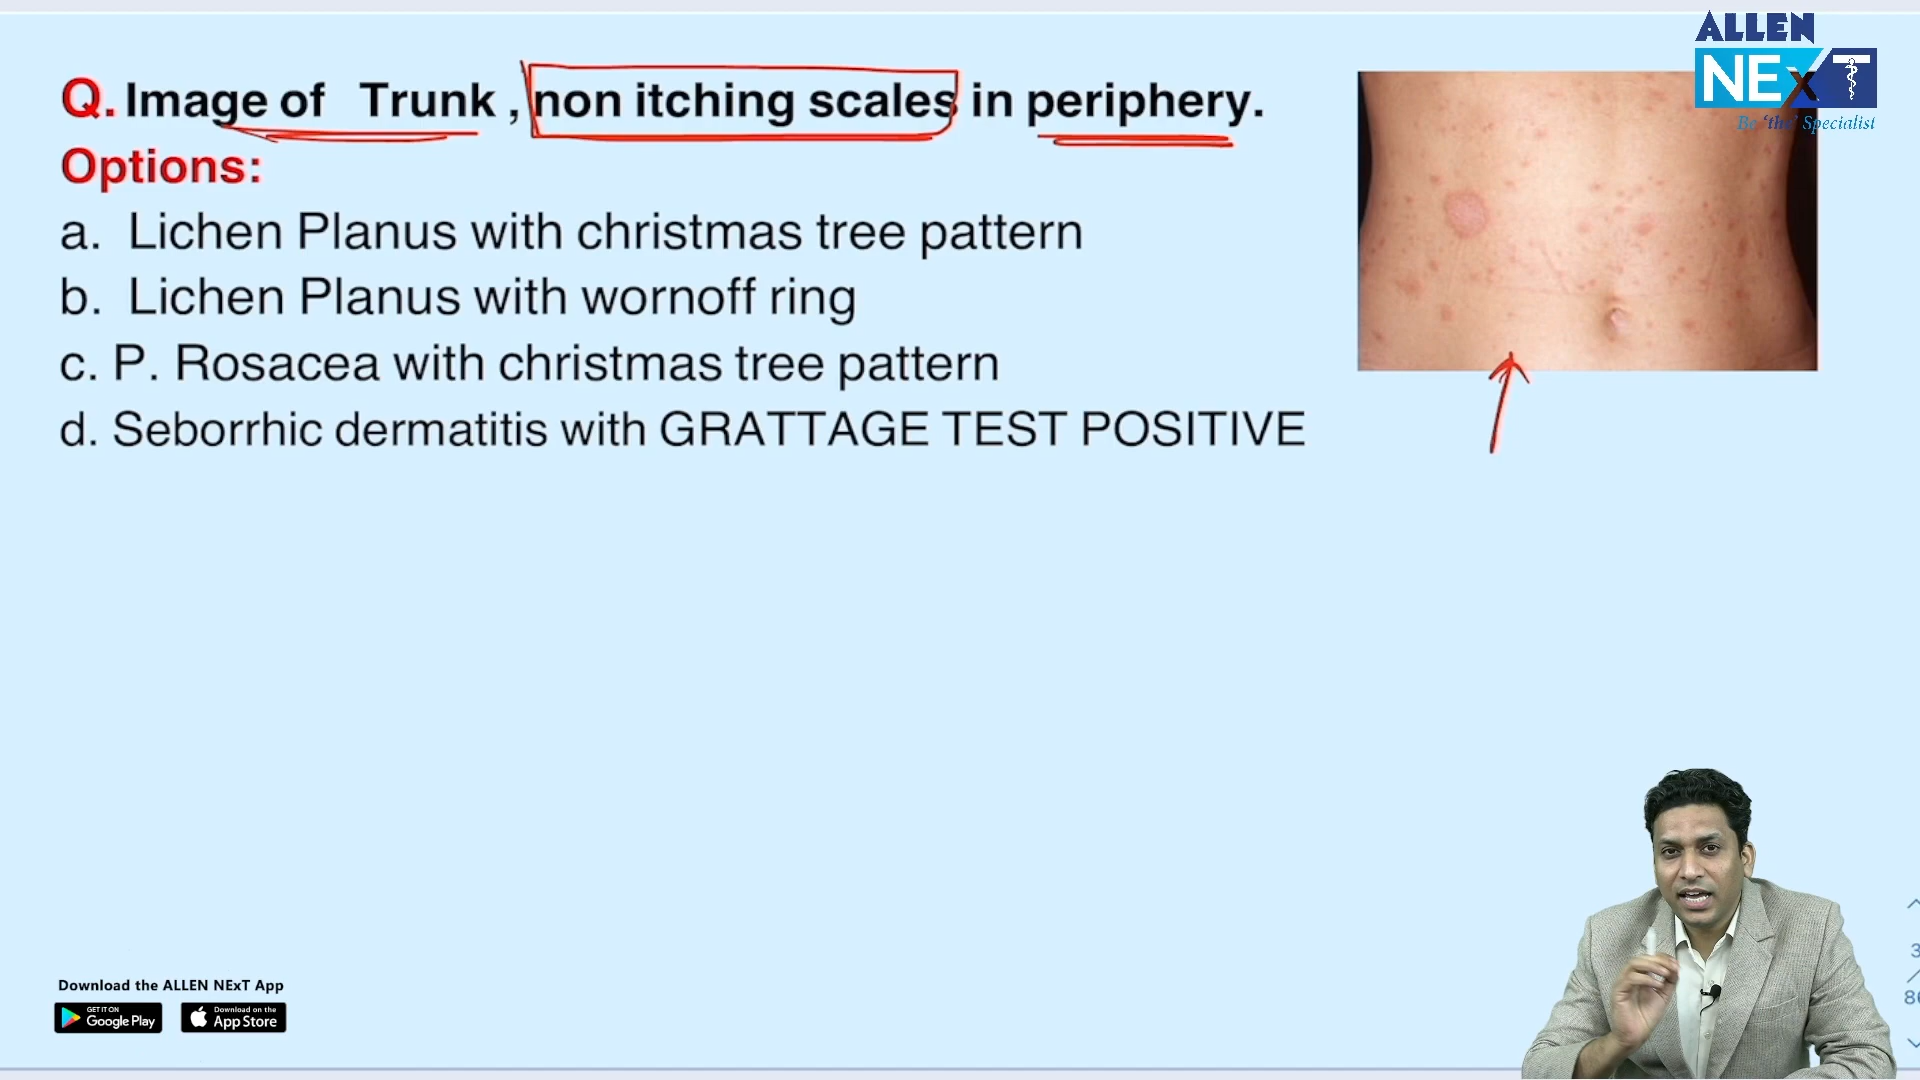 ALLEN
NExT
Be 'the' Specialist
Q. Image of Trunk , non itching scales in periphery.
Options:
a. Lichen Planus with christmas tree pattern
b. Lichen Planus with wornoff ring
c. P. Rosacea with christmas tree pattern
d. Seborrhic dermatitis with GRATTAGE TEST POSITIVE
Download the ALLEN NExT App
GET IT ON
Google Play
Download on the
App Store